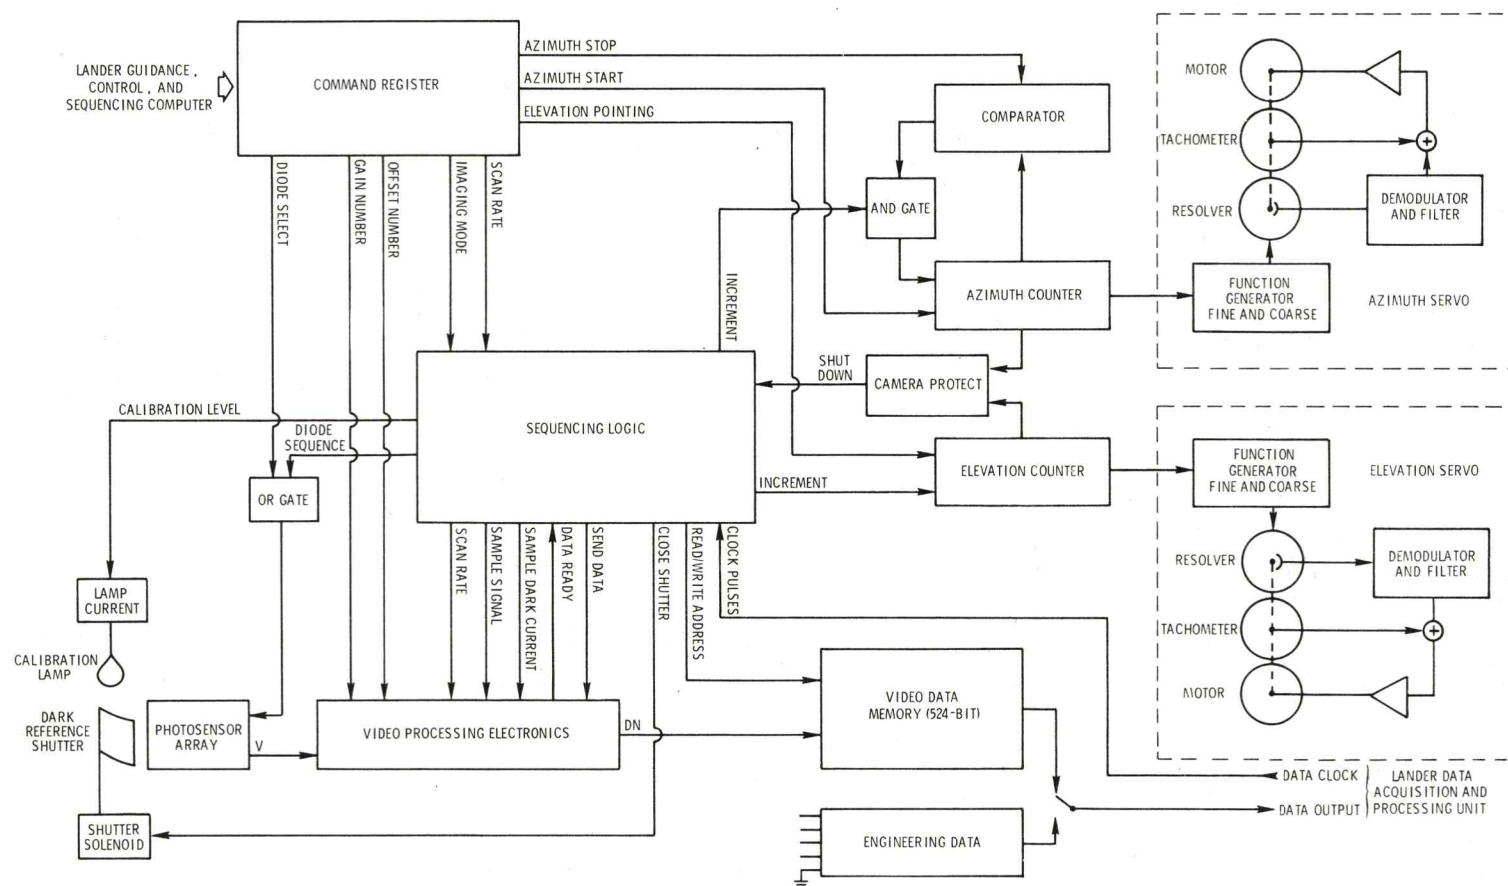 LANDER GUIDANCE,
CONTROL, AND
SEQUENCING COMPUTER
COMMAND REGISTER
AZIMUTH STOP
AZIMUTH START
ELEVATION POINTING
COMPARATOR
AND GATE
AZIMUTH COUNTER
MOTOR
TACHOMETER
RESOLVER
+
DEMODULATOR
AND FILTER
FUNCTION
GENERATOR
FINE AND COARSE
AZIMUTH SERVO
DIODE SELECT
GAIN NUMBER
OFFSET NUMBER
IMAGING MODE
SCAN RATE
INCREMENT
SHUT
DOWN
CAMERA PROTECT
CALIBRATION LEVEL
DIODE
SEQUENCE
SEQUENCING LOGIC
OR GATE
INCREMENT
ELEVATION COUNTER
FUNCTION
GENERATOR
FINE AND COARSE
ELEVATION SERVO
RESOLVER
DEMODULATOR
AND FILTER
TACHOMETER
+
MOTOR
SCAN RATE
SAMPLE SIGNAL
SAMPLE DARK CURRENT
DATA READY
SEND DATA
CLOSE SHUTTER
READ/WRITE ADDRESS
CLOCK PULSES
LAMP
CURRENT
CALIBRATION
LAMP
DARK
REFERENCE
SHUTTER
PHOTOSENSOR
ARRAY
V
VIDEO PROCESSING ELECTRONICS
DN
VIDEO DATA
MEMORY (524-BIT)
SHUTTER
SOLENOID
ENGINEERING DATA
DATA CLOCK
DATA OUTPUT
LANDER DATA
ACQUISITION AND
PROCESSING UNIT